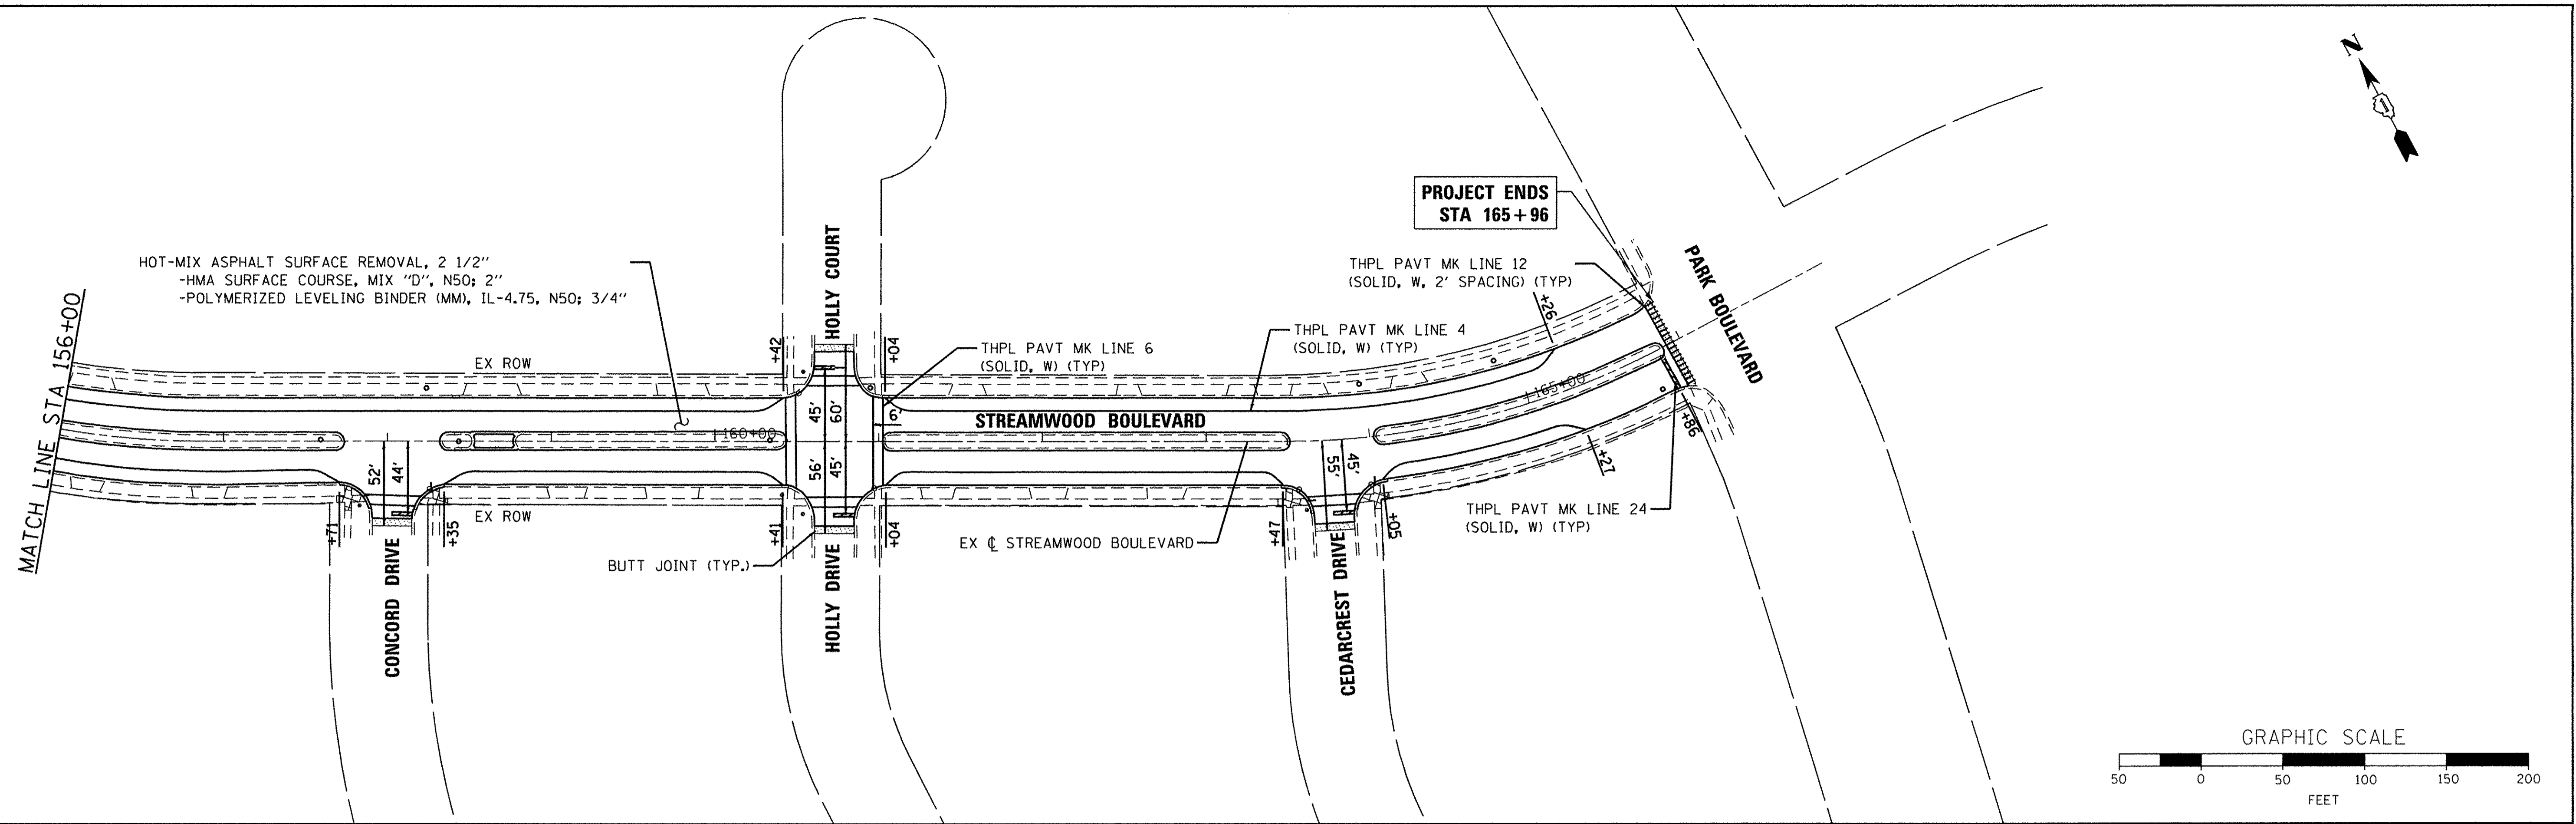 N
PROJECT ENDS
STA 165+96
HOLLY COURT
PARK BOULEVARD
HOT-MIX ASPHALT SURFACE REMOVAL, 2 1/2"
-HMA SURFACE COURSE, MIX "D", N50; 2"
-POLYMERIZED LEVELING BINDER (MM), IL-4.75, N50; 3/4"
THPL PAVT MK LINE 12
(SOLID, W, 2' SPACING) (TYP)
MATCH LINE STA 156+00
+26
THPL PAVT MK LINE 4
(SOLID, W) (TYP)
THPL PAVT MK LINE 6
(SOLID, W) (TYP)
EX ROW
+42
+04
165+00
45'
60'
6'
STREAMWOOD BOULEVARD
160+00
+86
52'
44'
56'
45'
55'
45'
+27
THPL PAVT MK LINE 24
(SOLID, W) (TYP)
EX ROW
+71
+35
+41
+04
+47
+05
EX ℄ STREAMWOOD BOULEVARD
BUTT JOINT (TYP.)
CONCORD DRIVE
HOLLY DRIVE
CEDARCREST DRIVE
GRAPHIC SCALE
50 0 50 100 150 200
FEET